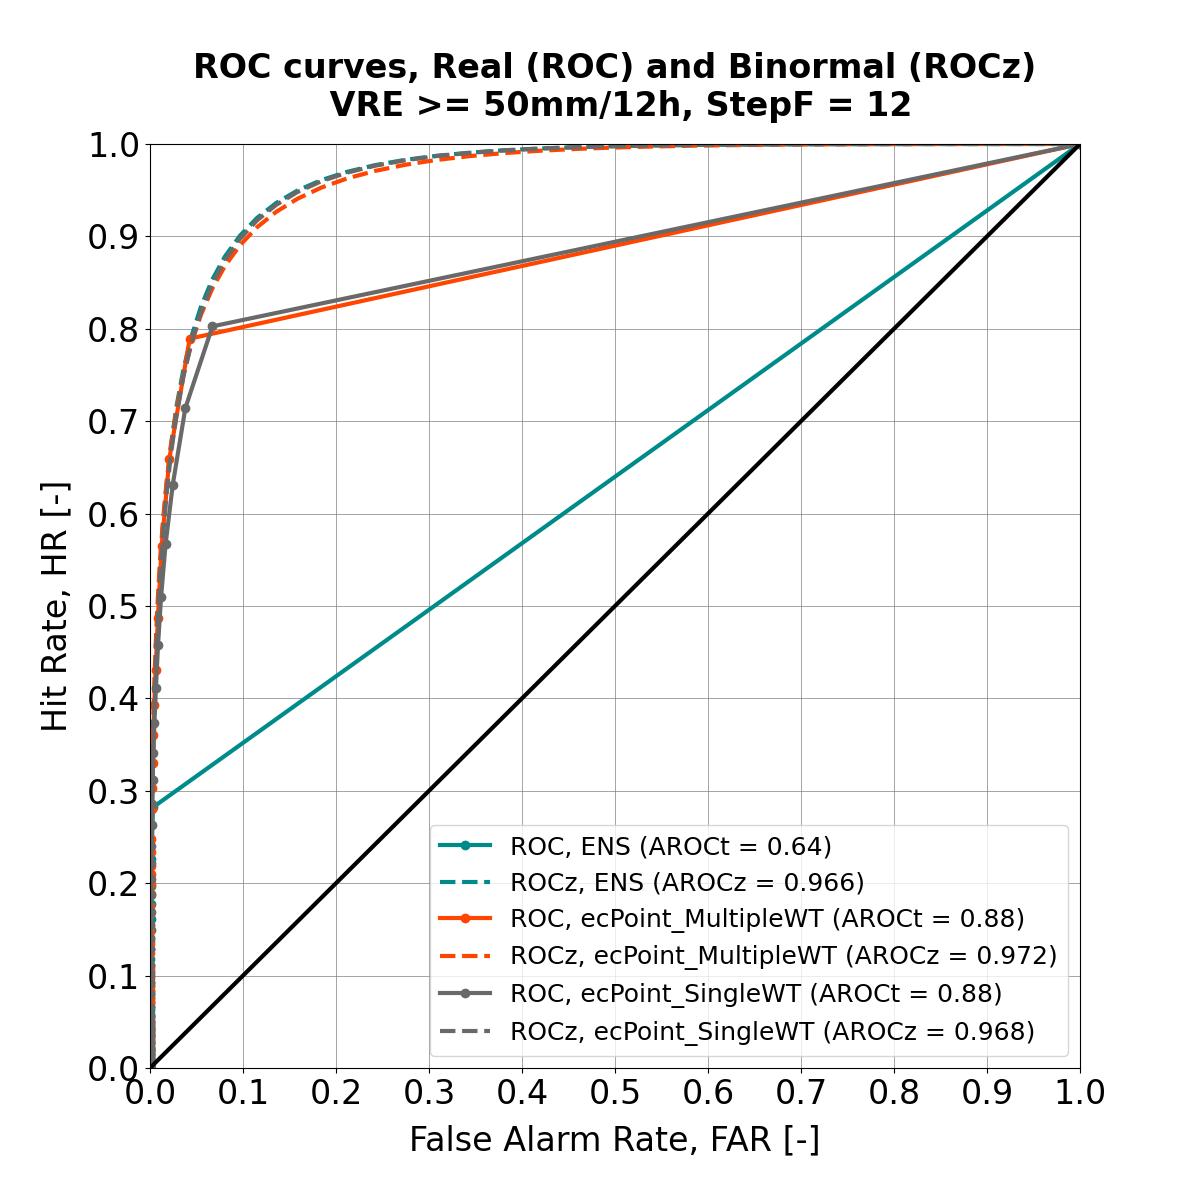 ROC curves, Real (ROC) and Binormal (ROCz)
VRE >= 50mm/12h, StepF = 12
1.0
0.9
0.8
0.7
0.6
0.5
0.4
0.3
0.2
0.1
0.0
Hit Rate, HR [-]
ROC, ENS (AROCt = 0.64)
ROCz, ENS (AROCz = 0.966)
ROC, ecPoint_MultipleWT (AROCt = 0.88)
ROCz, ecPoint_MultipleWT (AROCz = 0.972)
ROC, ecPoint_SingleWT (AROCt = 0.88)
ROCz, ecPoint_SingleWT (AROCz = 0.968)
0.0 0.1 0.2 0.3 0.4 0.5 0.6 0.7 0.8 0.9 1.0
False Alarm Rate, FAR [-]